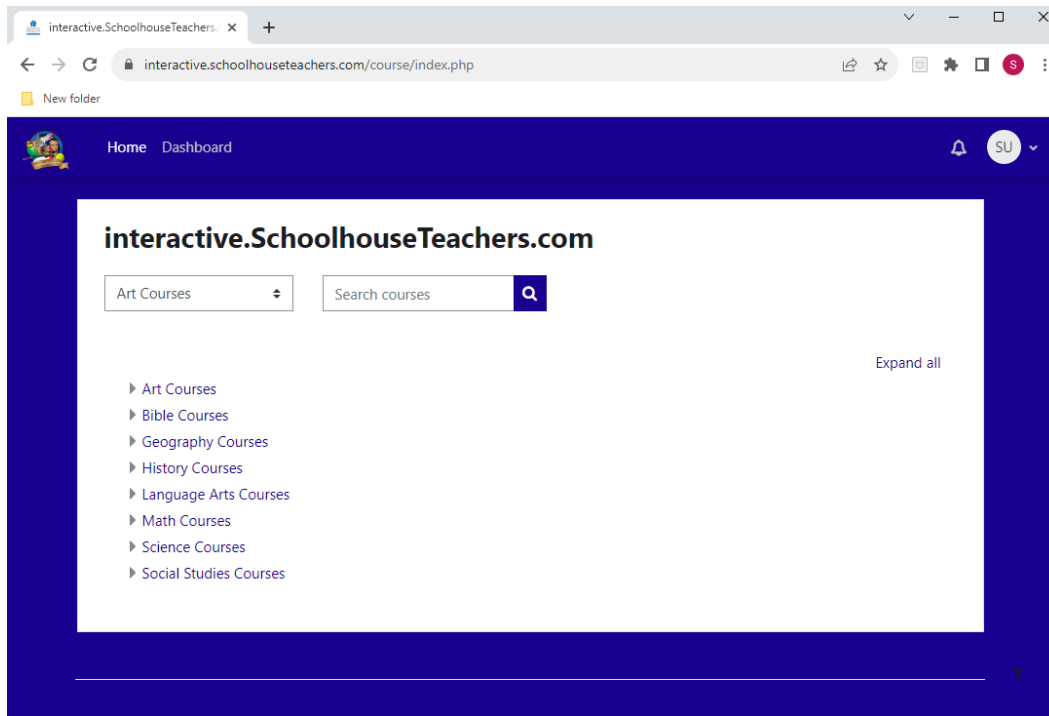 interactive.SchoolhouseTeachers.
interactive.schoolhouseteachers.com/course/index.php
S
New folder
Home Dashboard
SU
interactive.SchoolhouseTeachers.com
Art Courses
Search courses
Expand all
Art Courses
Bible Courses
Geography Courses
History Courses
Language Arts Courses
Math Courses
Science Courses
Social Studies Courses